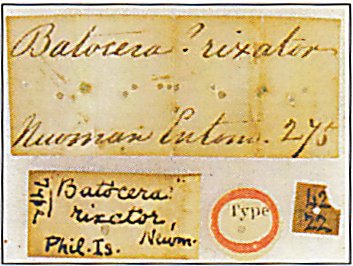 Batocera? rixator
Newman Entom. 275
"Batocera"
rixator,
Newm.
Phil. Is.
Type
42
22